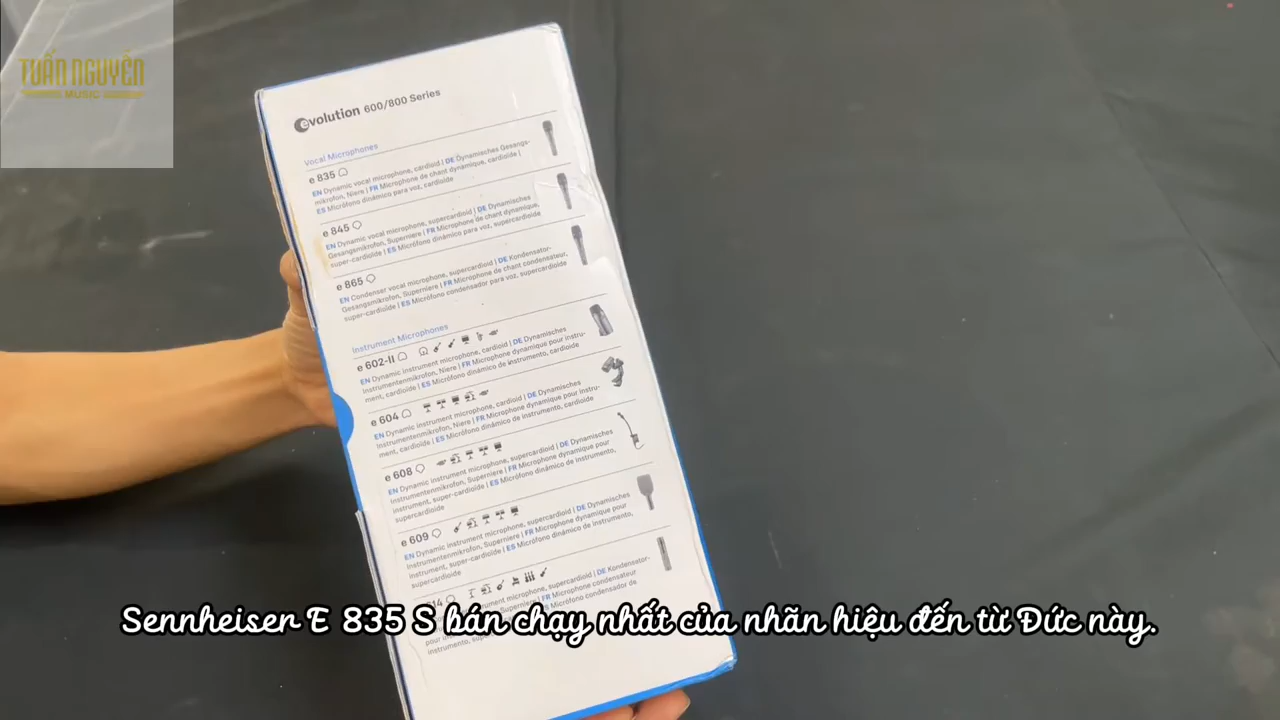 TUẤN NGUYỄN
evolution 600/800 Series
Vocal Microphones
e 835
EN Dynamic vocal microphone, cardioid | DE Dynamisches Gesangs-
mikrofon, Niere | FR Microphone de chant dynamique, cardioïde |
ES Micrófono dinámico para voz, cardioide
e 845
EN Dynamic vocal microphone, supercardioid | DE Dynamisches
Gesangsmikrofon, Superniere | FR Microphone de chant dynamique,
super-cardioïde | ES Micrófono dinámico para voz, supercardioide
e 865
EN Condenser vocal microphone, supercardioid | DE Kondensator-
Gesangsmikrofon, Superniere | FR Microphone de chant condensateur,
super-cardioïde | ES Micrófono condensador para voz, supercardioide
Instrument Microphones
e 602-II
EN Dynamic instrument microphone, cardioid | DE Dynamisches
Instrumentenmikrofon, Niere | FR Microphone dynamique pour instru-
ment, cardioïde | ES Micrófono dinámico de instrumento, cardioide
e 604
EN Dynamic instrument microphone, cardioid | DE Dynamisches
Instrumentenmikrofon, Niere | FR Microphone dynamique pour instru-
ment, cardioïde | ES Micrófono dinámico de instrumento, cardioide
e 608
EN Dynamic instrument microphone, supercardioid | DE Dynamisches
Instrumentenmikrofon, Superniere | FR Microphone dynamique pour
instrument, super-cardioïde | ES Micrófono dinámico de instrumento,
supercardioide
e 609
EN Dynamic instrument microphone, supercardioid | DE Dynamisches
Instrumentenmikrofon, Superniere | FR Microphone dynamique pour
instrument, super-cardioïde | ES Micrófono dinámico de instrumento,
supercardioide
14
instrument microphone, supercardioid | DE Kondensator-
Superniere | FR Microphone condensateur
pour Micrófono condensador de
Sennheiser E 835 S bán chạy nhất của nhãn hiệu đến từ Đức này.